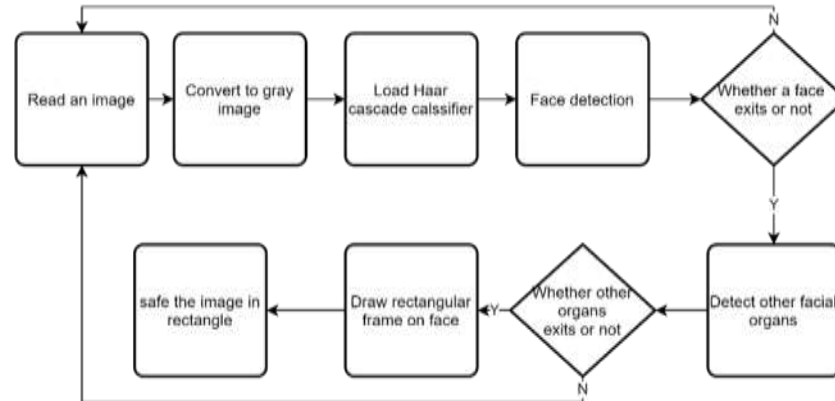 N
Read an image
Convert to gray
image
Load Haar
cascade calssifier
Face detection
Whether a face
exits or not
Y
safe the image in
rectangle
Draw rectangular
frame on face
Y
Whether other
organs
exits or not
Detect other facial
organs
N